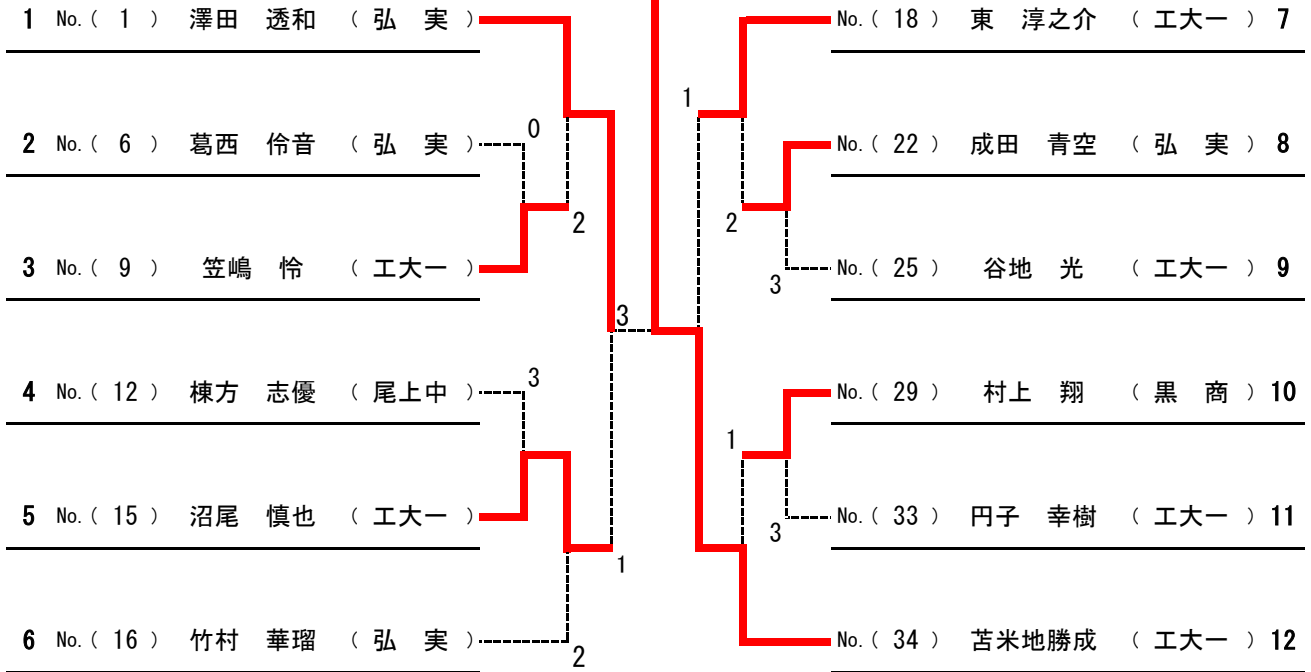 1 No.( 1 ) 澤田 透和 ( 弘 実 )
0
2 No.( 6 ) 葛西 伶音 ( 弘 実 )
2
3 No.( 9 ) 笠嶋 怜 ( 工大一 )
3
3
4 No.( 12 ) 棟方 志優 ( 尾上中 )
5 No.( 15 ) 沼尾 慎也 ( 工大一 )
1
6 No.( 16 ) 竹村 華瑠 ( 弘 実 )
2
No.( 18 ) 東 淳之介 ( 工大一 ) 7
1
No.( 22 ) 成田 青空 ( 弘 実 ) 8
2
No.( 25 ) 谷地 光 ( 工大一 ) 9
3
No.( 29 ) 村上 翔 ( 黒 商 ) 10
1
No.( 33 ) 円子 幸樹 ( 工大一 ) 11
3
No.( 34 ) 苫米地勝成 ( 工大一 ) 12